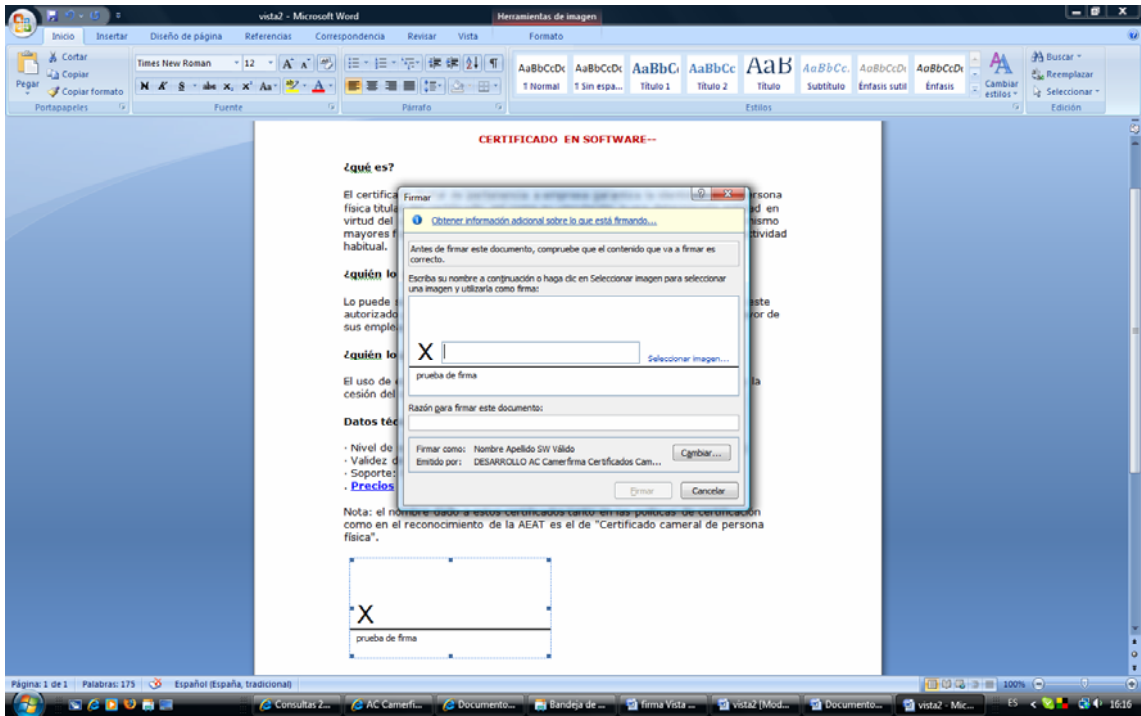 vista2 - Microsoft Word
Herramientas de imagen
Inicio Insertar Diseño de página Referencias Correspondencia Revisar Vista Formato
Pegar
Cortar
Copiar
Copiar formato
Portapapeles
Times New Roman 12
N K S abc x, x² Aa
Fuente
Párrafo
AaBbCcDc AaBbCcDc AaBbC AaBbCc AaB AaBbCc. AaBbCcDc AaBbCcDc
¶ Normal ¶ Sin espa... Título 1 Título 2 Título Subtítulo Énfasis sutil Énfasis
Cambiar estilos
Estilos
Buscar
Reemplazar
Seleccionar
Edición
CERTIFICADO EN SOFTWARE--
¿qué es?
El certifica
física titula
virtud del
mayores f
habitual.
rsona
ad en
nismo
tividad
¿quién lo
Lo puede
autorizado
sus emple
este
or de
¿quién lo
El uso de
cesión del
la
Datos téc
· Nivel de
· Validez d
· Soporte:
. Precios
Firmar
Obtener información adicional sobre lo que está firmando...
Antes de firmar este documento, compruebe que el contenido que va a firmar es
correcto.
Escriba su nombre a continuación o haga clic en Seleccionar imagen para seleccionar
una imagen y utilizarla como firma:
X
Seleccionar imagen...
prueba de firma
Razón para firmar este documento:
Firmar como: Nombre Apellido SW Válido
Emitido por: DESARROLLO AC Camerfirma Certificados Cam...
Cambiar...
Firmar Cancelar
Nota: el nombre dado a estos certificados tanto en las políticas de certificación
como en el reconocimiento de la AEAT es el de "Certificado cameral de persona
física".
X
prueba de firma
Página: 1 de 1 Palabras: 175 Español (España, tradicional) 100%
Consultas 2... AC Camerfi... Documento... Bandeja de ... firma Vista ... vista2 [Mod... Documento... vista2 - Mic... ES 16:16